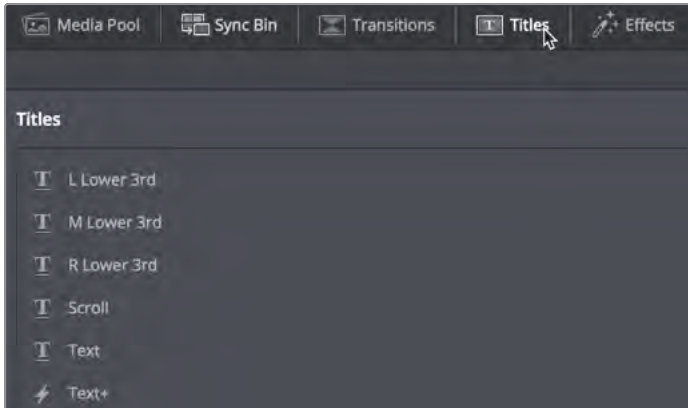 Media Pool Sync Bin Transitions Titles Effects
Titles
L Lower 3rd
M Lower 3rd
R Lower 3rd
Scroll
Text
Text+